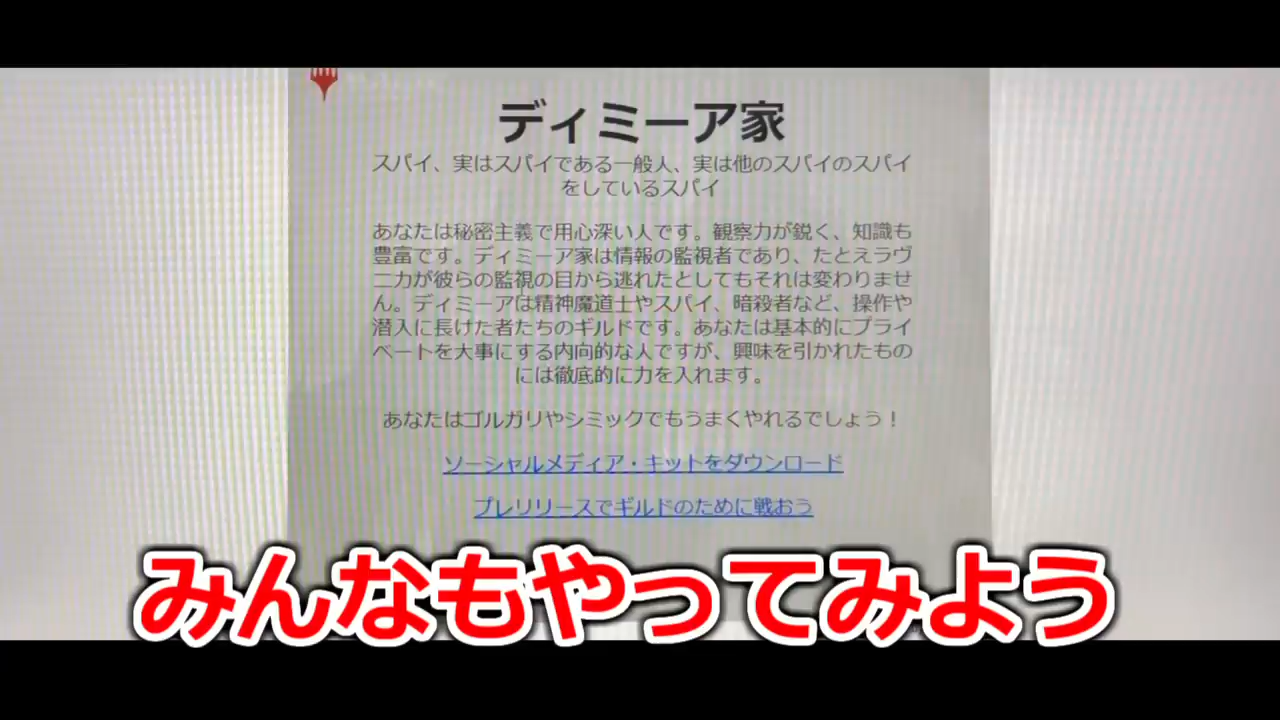 ディミーア家
スパイ、実はスパイである一般人、実は他のスパイのスパイ
をしているスパイ
あなたは秘密主義で用心深い人です。観察力が鋭く、知識も
豊富です。ディミーア家は情報の監視者であり、たとえラヴ
ニカが彼らの監視の目から逃れたとしてもそれは変わりませ
ん。ディミーアは精神魔道士やスパイ、暗殺者など、操作や
潜入に長けた者たちのギルドです。あなたは基本的にプライ
ベートを大事にする内向的な人ですが、興味を引かれたもの
には徹底的に力を入れます。
あなたはゴルガリやシミックでもうまくやれるでしょう！
ソーシャルメディア・キットをダウンロード
プレリリースでギルドのために戦おう
みんなもやってみよう